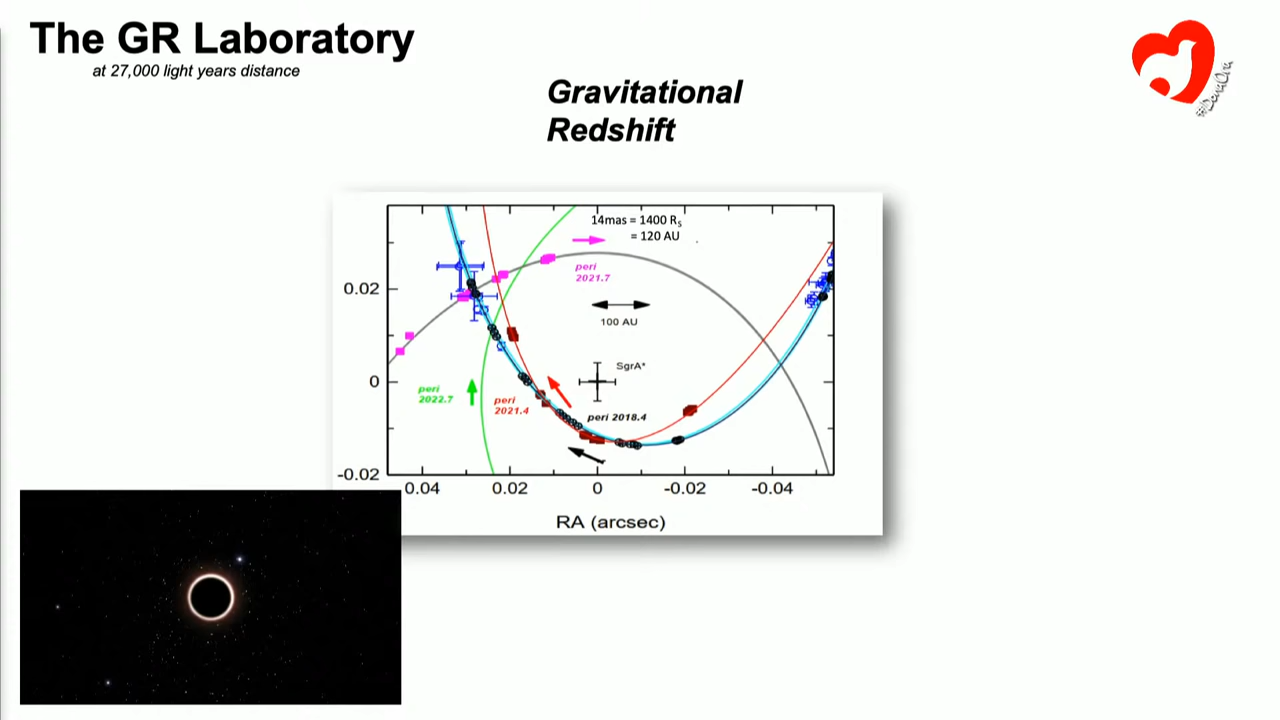 The GR Laboratory
at 27,000 light years distance
#DonaOra
Gravitational
Redshift
14mas = 1400 RS
= 120 AU
peri
2021.7
0.02
100 AU
SgrA*
0
peri
2022.7
peri
2021.4
peri 2018.4
-0.02
0.04 0.02 0 -0.02 -0.04
RA (arcsec)